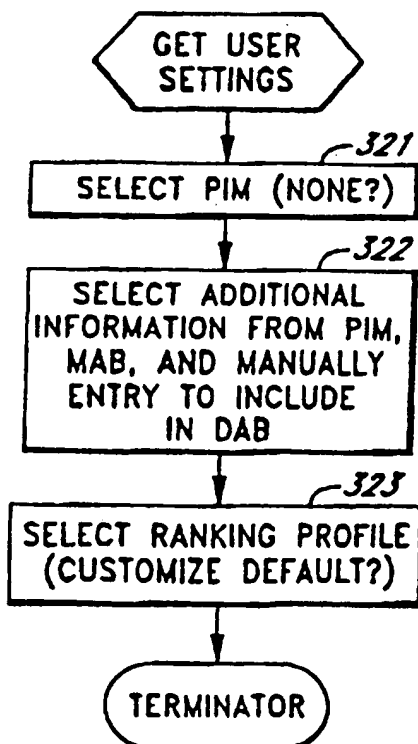 GET USER
SETTINGS
321
SELECT PIM (NONE?)
322
SELECT ADDITIONAL
INFORMATION FROM PIM,
MAB, AND MANUALLY
ENTRY TO INCLUDE
IN DAB
323
SELECT RANKING PROFILE
(CUSTOMIZE DEFAULT?)
TERMINATOR